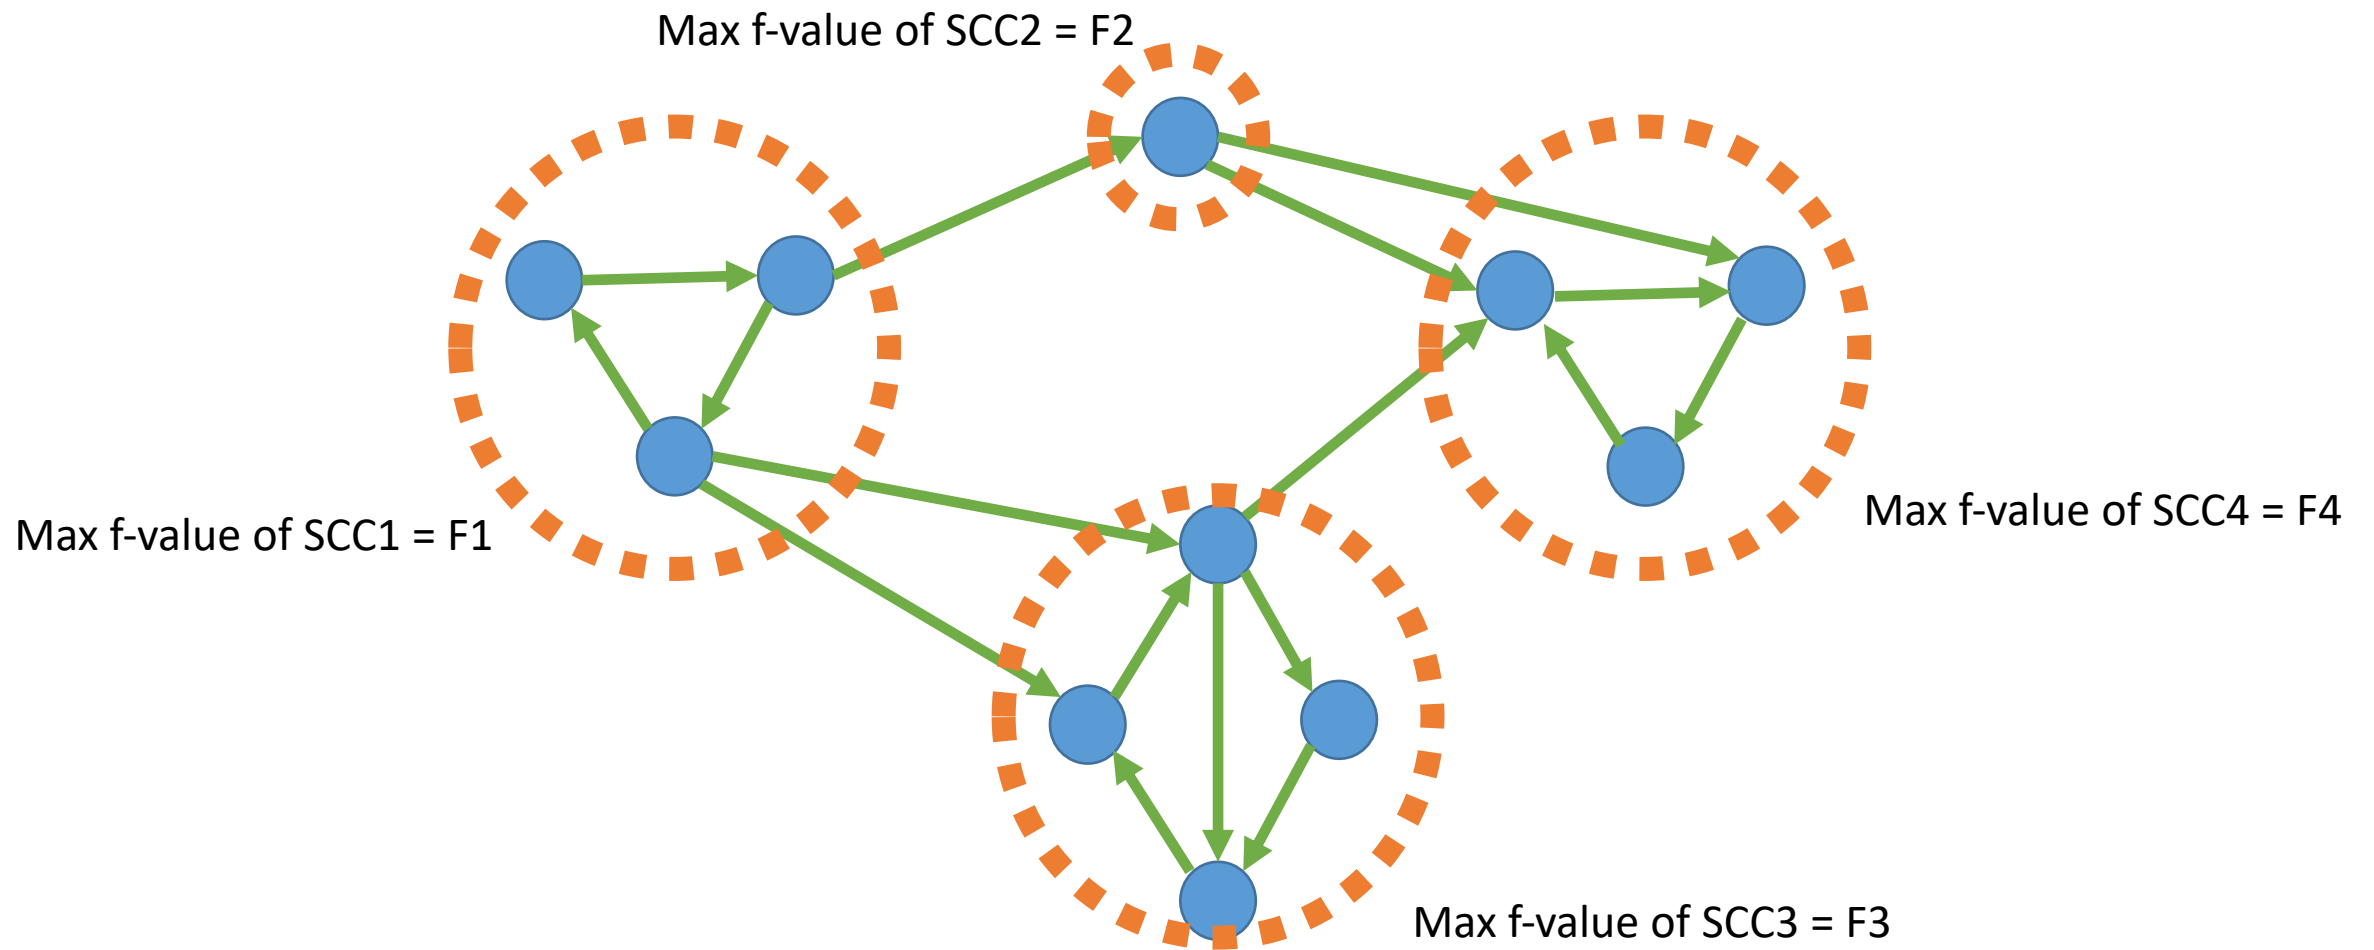 Max f-value of SCC2 = F2
Max f-value of SCC1 = F1
Max f-value of SCC4 = F4
Max f-value of SCC3 = F3